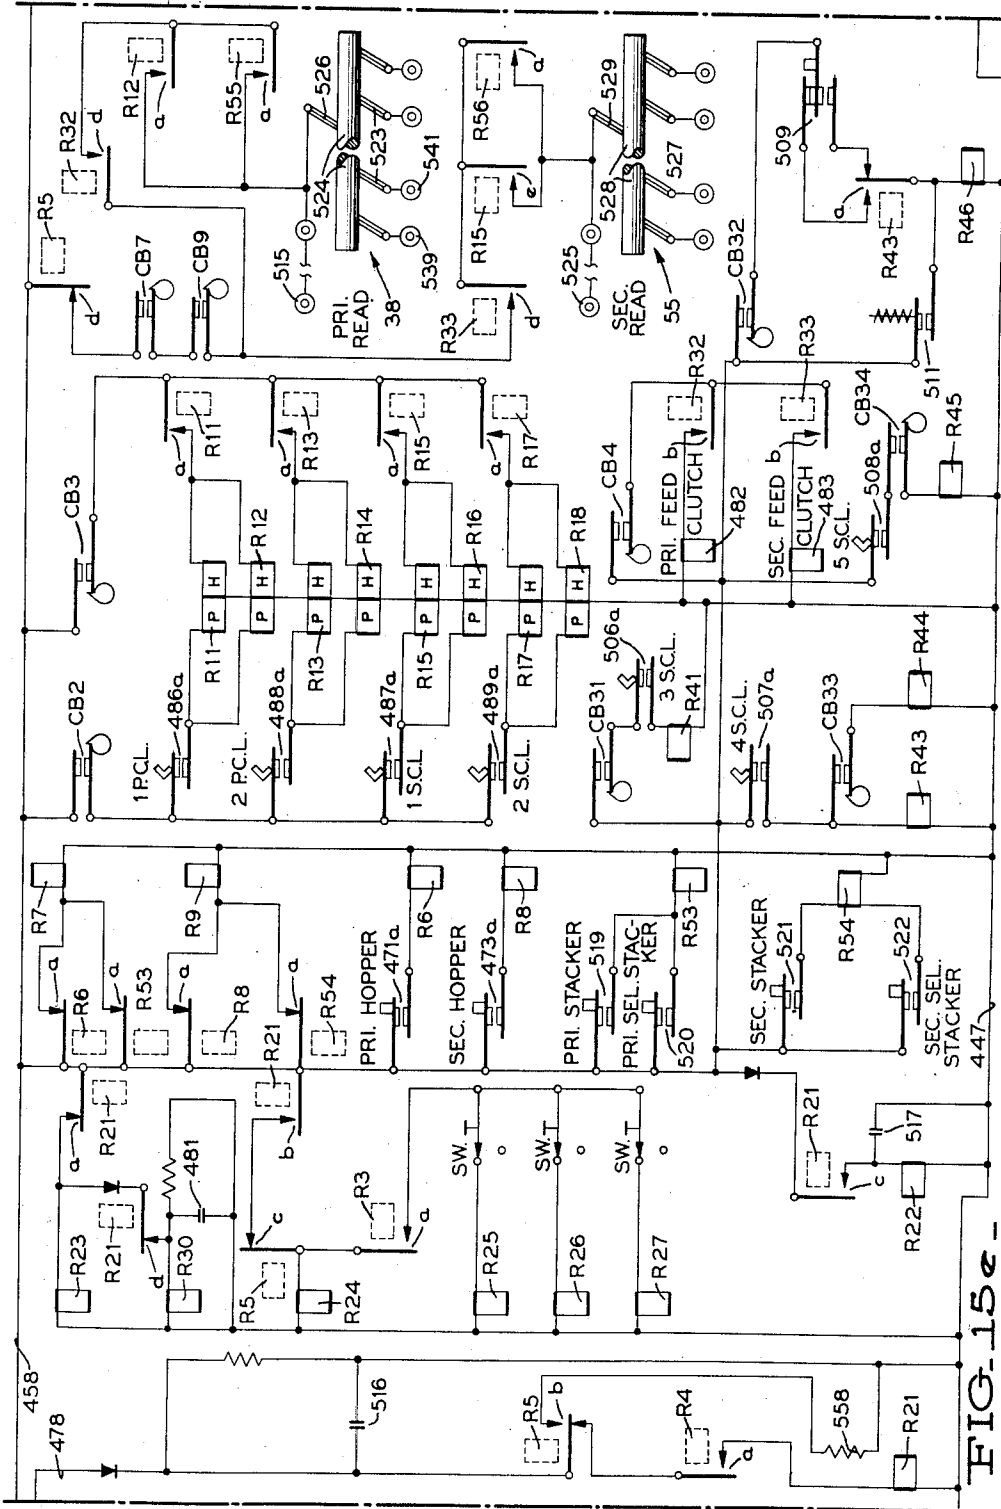 458
478
R23
R21
a
R6
a
R7
CB2
CB3
R5
d
R32
d
R12
a
R55
a
R21
d
481
R30
R53
a
R8
a
R9
1 P.C.L.
486a
R11
P
H
R12
R11
a
CB7
CB9
515
524
526
523
PRI.
READ
38
539
541
516
R5
c
R24
R21
b
R54
a
2 P.C.L.
488a
R13
P
H
R14
R13
a
R3
a
PRI. HOPPER
471a
R6
1 S.C.L.
487a
R15
P
H
R16
R15
a
R33
d
R15
e
R56
a
R25
SW.
SEC. HOPPER
473a
R8
2 S.C.L.
489a
R17
P
H
R18
R17
a
525
528
529
SEC.
READ
55
527
R5
b
R26
SW.
PRI. STACKER
519
PRI. SEL. STAC-
KER
520
R53
CB31
506a
3 S.C.L.
R41
CB4
PRI. FEED
CLUTCH
482
b
R32
R4
a
R27
SW.
SEC. STACKER
521
R54
4 S.C.L.
507a
SEC. FEED
CLUTCH
483
b
R33
CB32
509
558
R21
R21
c
R22
517
SEC. SEL.
STACKER
522
CB33
R43
R44
5 S.C.L.
508a
CB34
R45
511
R43
a
R46
447
FIG_15e_